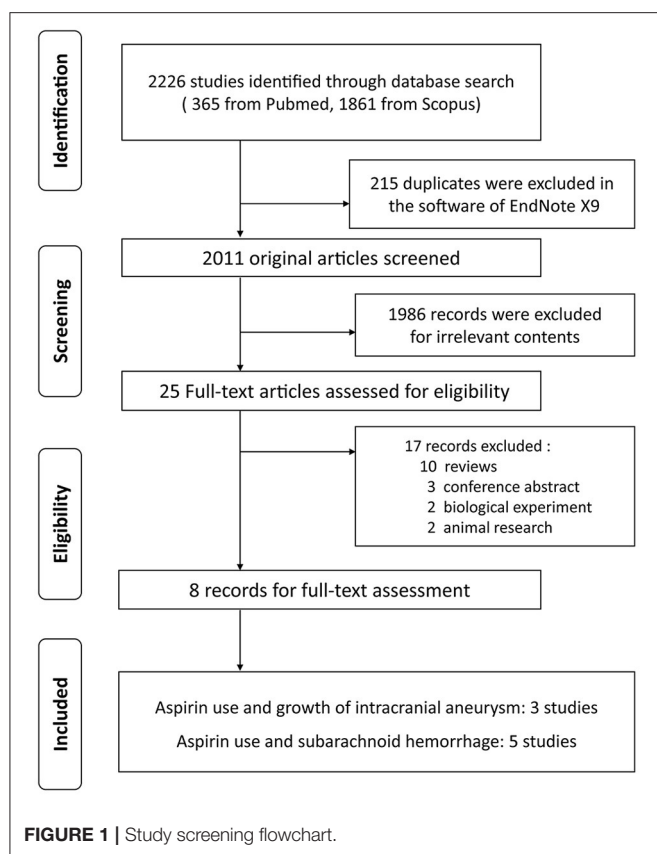 Identification
2226 studies identified through database search
( 365 from Pubmed, 1861 from Scopus)
215 duplicates were excluded in
the software of EndNote X9
Screening
2011 original articles screened
1986 records were excluded
for irrelevant contents
25 Full-text articles assessed for eligibility
Eligibility
17 records excluded :
10 reviews
3 conference abstract
2 biological experiment
2 animal research
8 records for full-text assessment
Included
Aspirin use and growth of intracranial aneurysm: 3 studies
Aspirin use and subarachnoid hemorrhage: 5 studies
FIGURE 1 | Study screening flowchart.